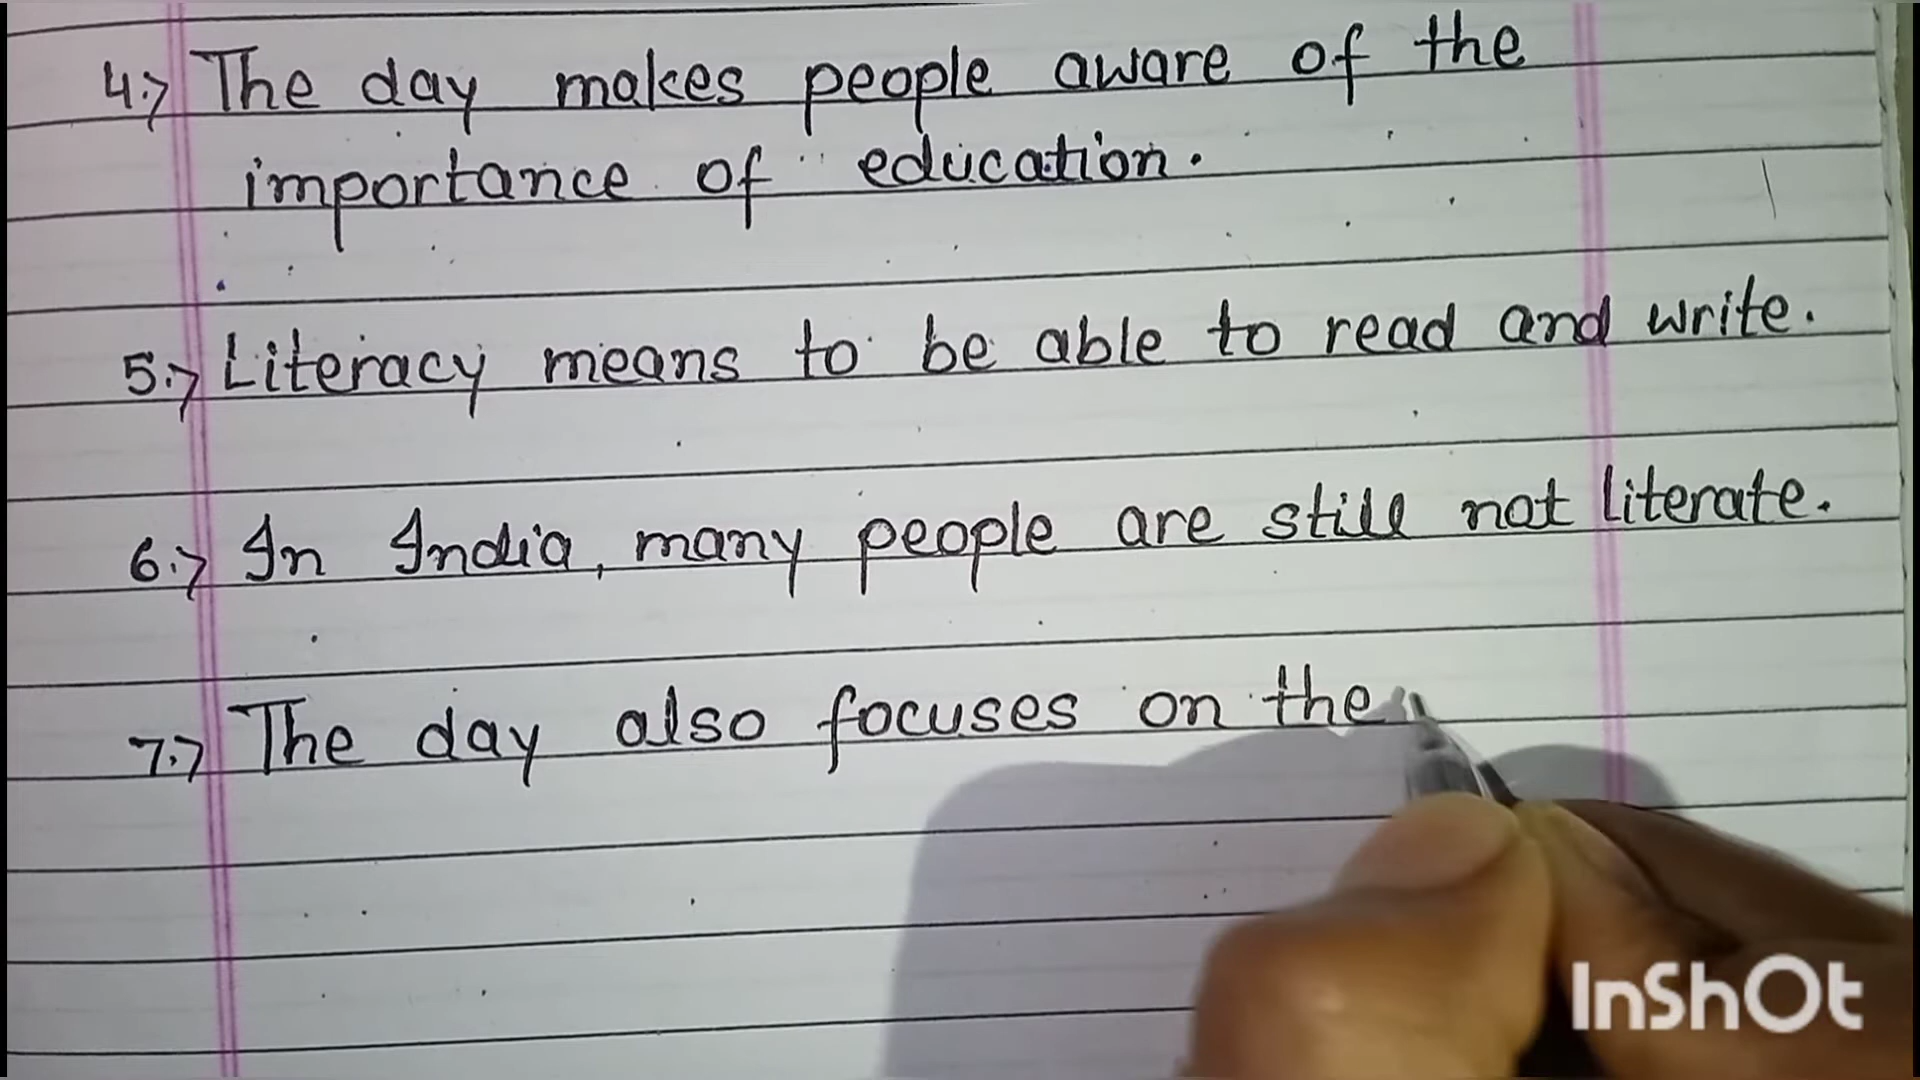 4.> The day makes people aware of the
importance of education.
5.> Literacy means to be able to read and write.
6.> In India, many people are still not literate.
7.> The day also focuses on the
InShOt